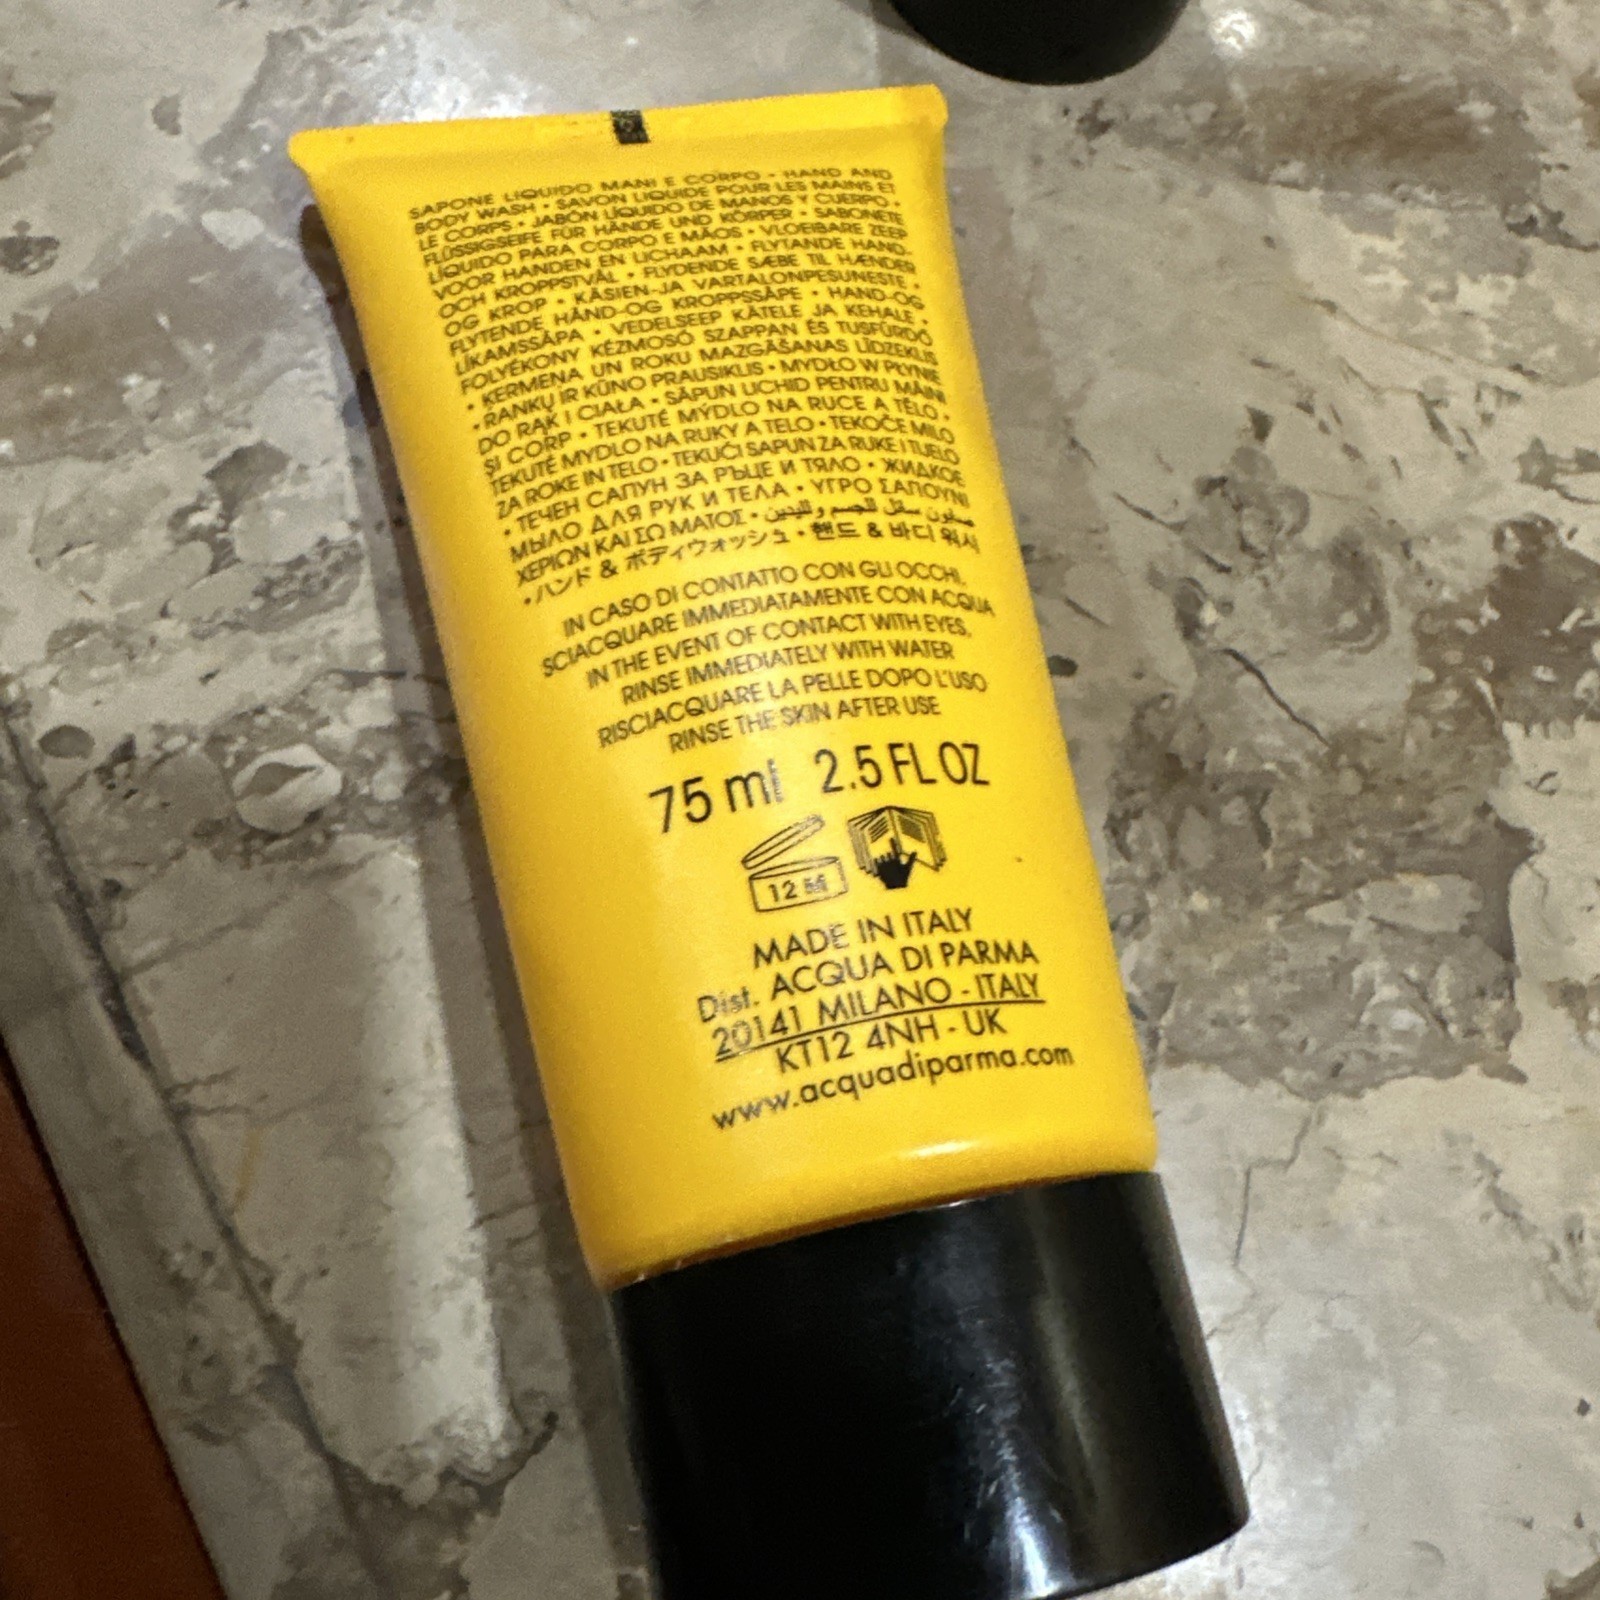 SAPONE LIQUIDO MANI E CORPO • HAND AND
BODY WASH • SAVON LIQUIDE POUR LES MAINS ET
LE CORPS • JABÓN LÍQUIDO DE MANOS Y CUERPO •
FLÜSSIGSEIFE FÜR HÄNDE UND KÖRPER • SABONETE
LÍQUIDO PARA CORPO E MÃOS • VLOEIBARE ZEEP
VOOR HANDEN EN LICHAAM • FLYTANDE HAND-
OCH KROPPSTVÅL • FLYDENDE SÆBE TIL HÆNDER
OG KROP • KÄSIEN-JA VARTALONPESUNESTE •
FLYTENDE HÅND-OG KROPPSSÅPE • HAND-OG
LÍKAMSSÁPA • VEDELSEEP KÄTELE JA KEHALE •
FOLYÉKONY KÉZMOSÓ SZAPPAN ÉS TUSFÜRDŐ
• ĶERMEŅA UN ROKU MAZGĀŠANAS LĪDZEKLIS
• RANKŲ IR KŪNO PRAUSIKLIS • MYDŁO W PŁYNIE
DO RĄK I CIAŁA • SĂPUN LICHID PENTRU MÂINI
ȘI CORP • TEKUTÉ MÝDLO NA RUCE A TĚLO •
TEKUTÉ MYDLO NA RUKY A TELO • TEKOČE MILO
ZA ROKE IN TELO • TEKUĆI SAPUN ZA RUKE I TIJELO
• ТЕЧЕН САПУН ЗА РЪЦЕ И ТЯЛО • ЖИДКОЕ
МЫЛО ДЛЯ РУК И ТЕЛА • ΥΓΡΟ ΣΑΠΟΥΝΙ
ΧΕΡΙΩΝ ΚΑΙ ΣΩ ΜΑΤΟΣ • صابون سائل للجسم واليدين
• ハンド & ボディウォッシュ • 핸드 & 바디 워시
IN CASO DI CONTATTO CON GLI OCCHI,
SCIACQUARE IMMEDIATAMENTE CON ACQUA
IN THE EVENT OF CONTACT WITH EYES,
RINSE IMMEDIATELY WITH WATER
RISCIACQUARE LA PELLE DOPO L'USO
RINSE THE SKIN AFTER USE
75 ml 2.5 FL OZ
12 M
MADE IN ITALY
Dist. ACQUA DI PARMA
20141 MILANO - ITALY
KT12 4NH - UK
www.acquadiparma.com